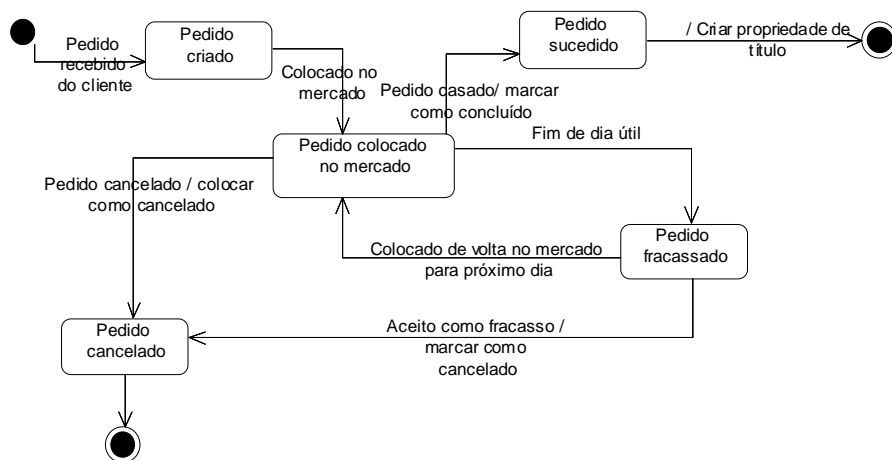 Pedido
recebido
do cliente
Pedido
criado
Colocado no
mercado
Pedido
sucedido
/ Criar propriedade de
título
Pedido casado/ marcar
como concluído
Pedido colocado
no mercado
Fim de dia útil
Pedido cancelado / colocar
como cancelado
Colocado de volta no mercado
para próximo dia
Pedido
fracassado
Pedido
cancelado
Aceito como fracasso /
marcar como
cancelado